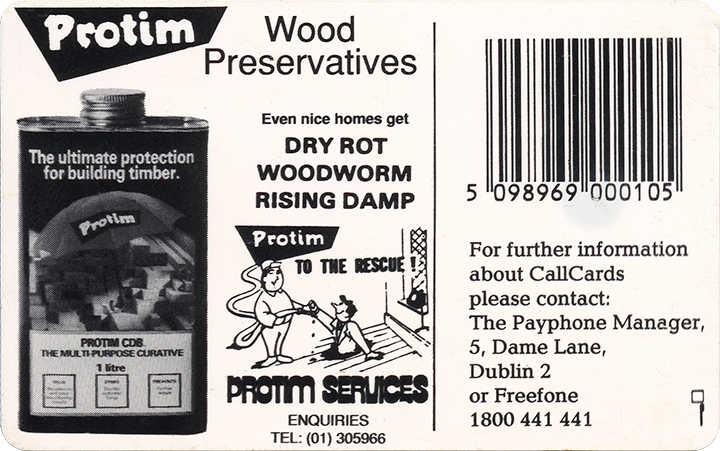 Protim
Wood
Preservatives
The ultimate protection
for building timber.
Protim
PROTIM CDB
THE MULTI-PURPOSE CURATIVE
1 litre
Even nice homes get
DRY ROT
WOODWORM
RISING DAMP
Protim
TO THE RESCUE !
PROTIM SERVICES
ENQUIRIES
TEL: (01) 305966
5 098969 000105
For further information
about CallCards
please contact:
The Payphone Manager,
5, Dame Lane,
Dublin 2
or Freefone
1800 441 441